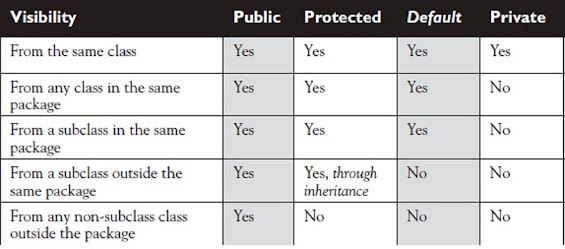 Visibility Public Protected Default Private
From the same class Yes Yes Yes Yes
From any class in the same Yes Yes Yes No
package
From a subclass in the same Yes Yes Yes No
package
From a subclass outside the Yes Yes, through No No
same package inheritance
From any non-subclass class Yes No No No
outside the package